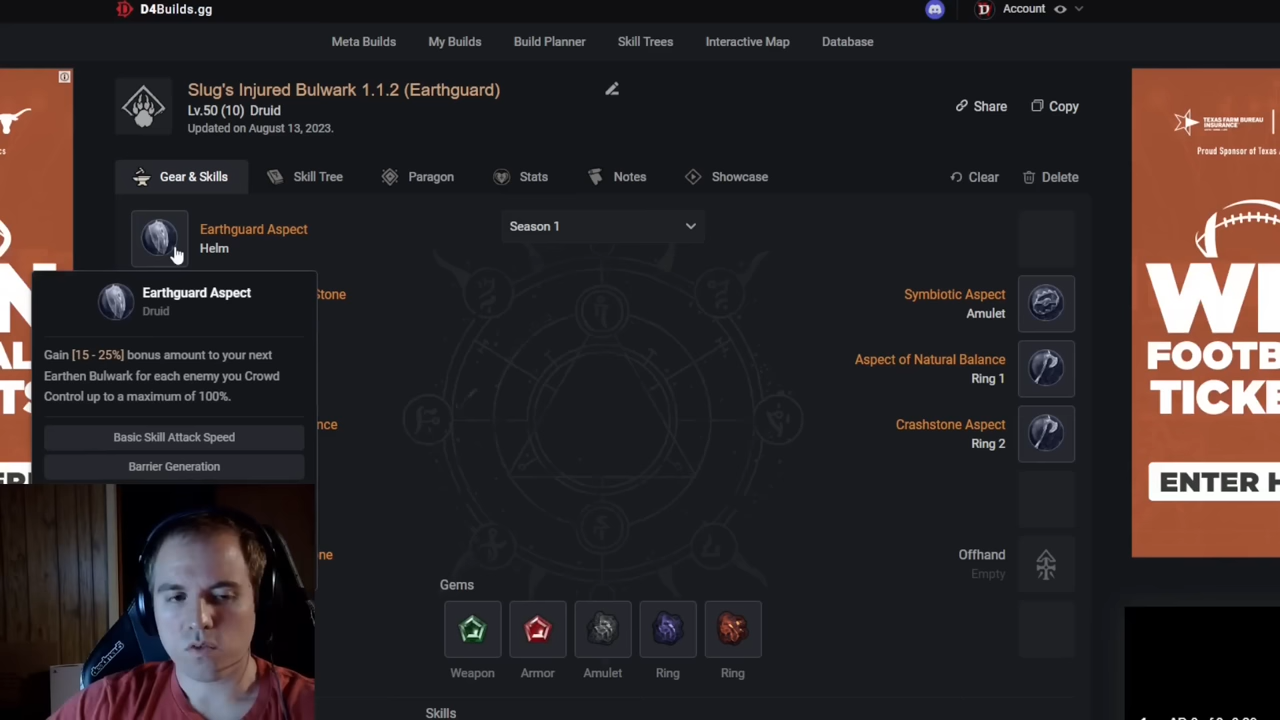 D4Builds.gg
Account
Meta Builds
My Builds
Build Planner
Skill Trees
Interactive Map
Database
Slug's Injured Bulwark 1.1.2 (Earthguard)
Lv.50 (10) Druid
Updated on August 13, 2023.
Share
Copy
Gear & Skills
Skill Tree
Paragon
Stats
Notes
Showcase
Clear
Delete
Earthguard Aspect
Helm
Season 1
Earthguard Aspect
Druid
Gain [15 - 25%] bonus amount to your next
Earthen Bulwark for each enemy you Crowd
Control up to a maximum of 100%.
Basic Skill Attack Speed
Barrier Generation
Symbiotic Aspect
Amulet
Aspect of Natural Balance
Ring 1
Crashstone Aspect
Ring 2
Offhand
Empty
Gems
Weapon
Armor
Amulet
Ring
Ring
Skills
TEXAS FARM BUREAU
INSURANCE
Proud Sponsor of Texas
FOOTB
TICKE
ENTER H